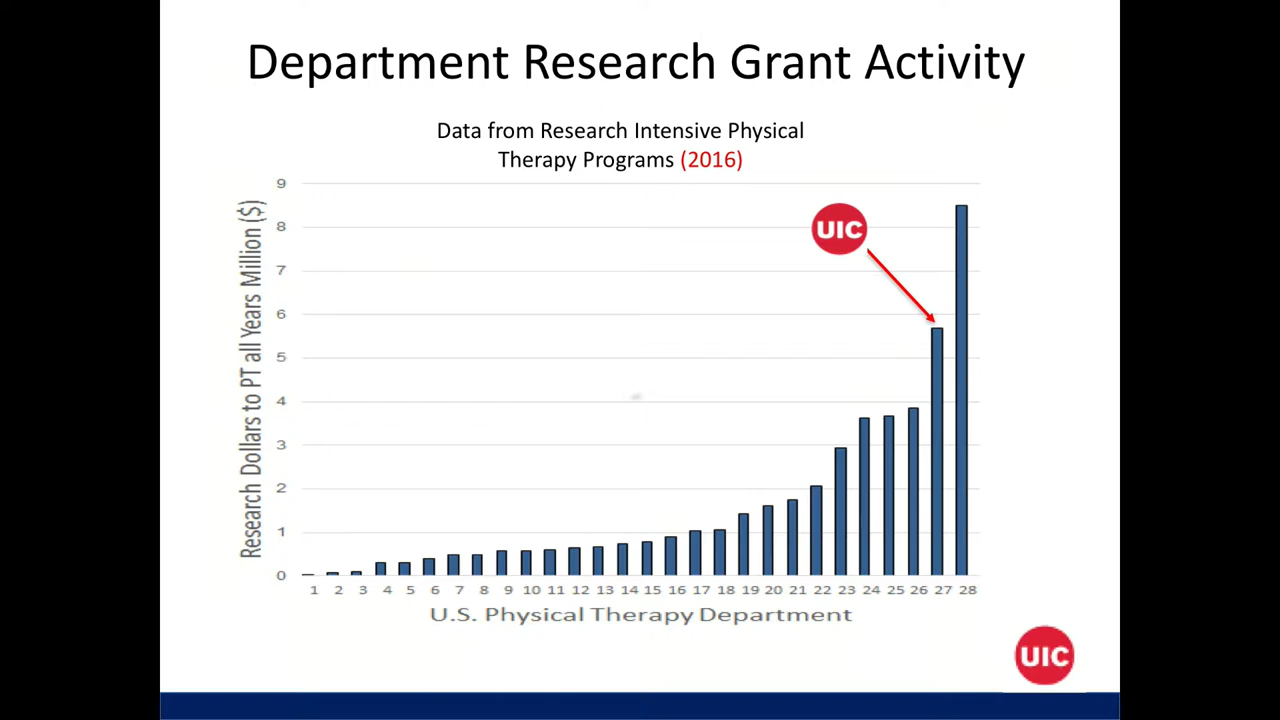 Department Research Grant Activity
Data from Research Intensive Physical
Therapy Programs (2016)
Research Dollars to PT all Years Million ($)
9
8
7
6
5
4
3
2
1
0
UIC
1 2 3 4 5 6 7 8 9 10 11 12 13 14 15 16 17 18 19 20 21 22 23 24 25 26 27 28
U.S. Physical Therapy Department
UIC